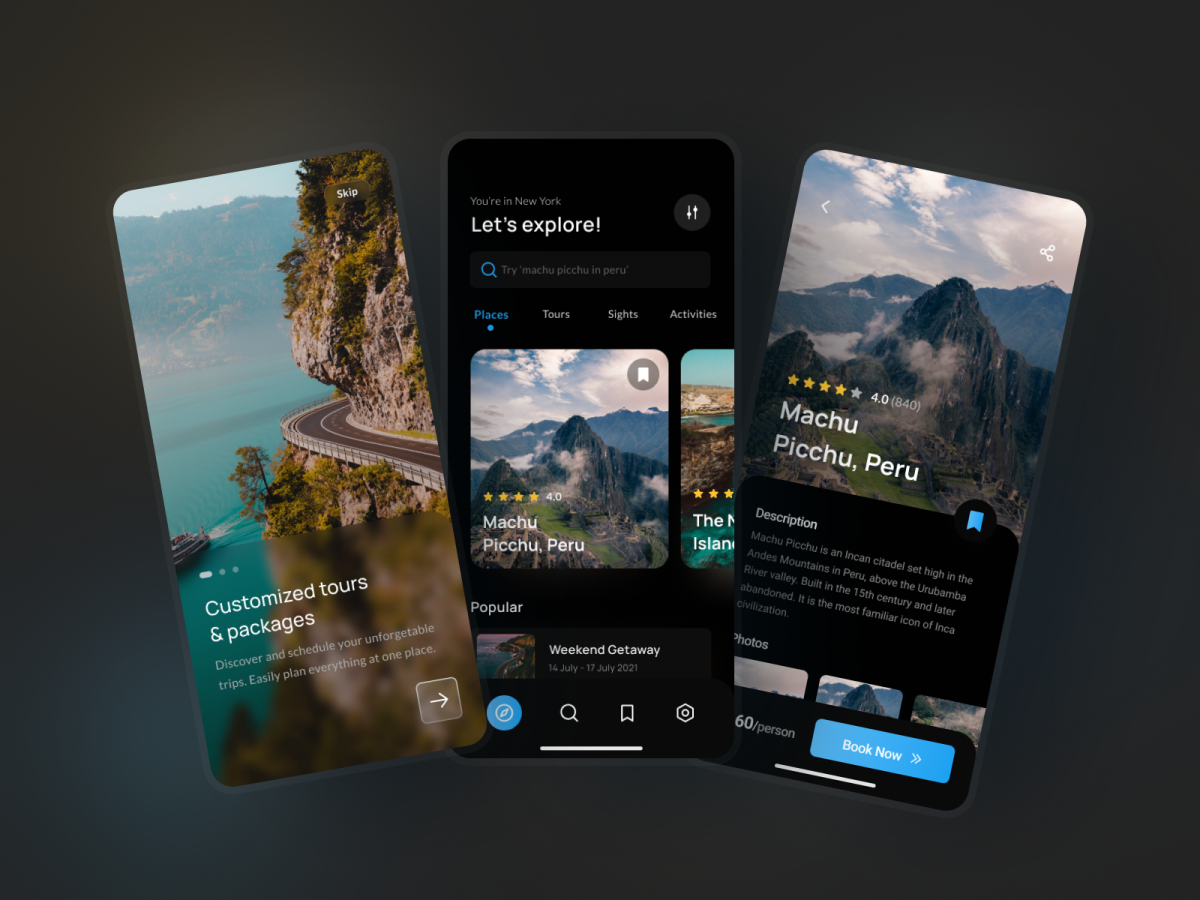 Skip
Customized tours
& packages
Discover and schedule your unforgetable
trips. Easily plan everything at one place.
You're in New York
Let's explore!
Try 'machu picchu in peru'
Places Tours Sights Activities
4.0
Machu
Picchu, Peru
The N
Island
Popular
Weekend Getaway
14 July - 17 July 2021
4.0 (840)
Machu
Picchu, Peru
Description
Machu Picchu is an Incan citadel set high in the
Andes Mountains in Peru, above the Urubamba
River valley. Built in the 15th century and later
abandoned. It is the most familiar icon of Inca
civilization.
Photos
60/person
Book Now